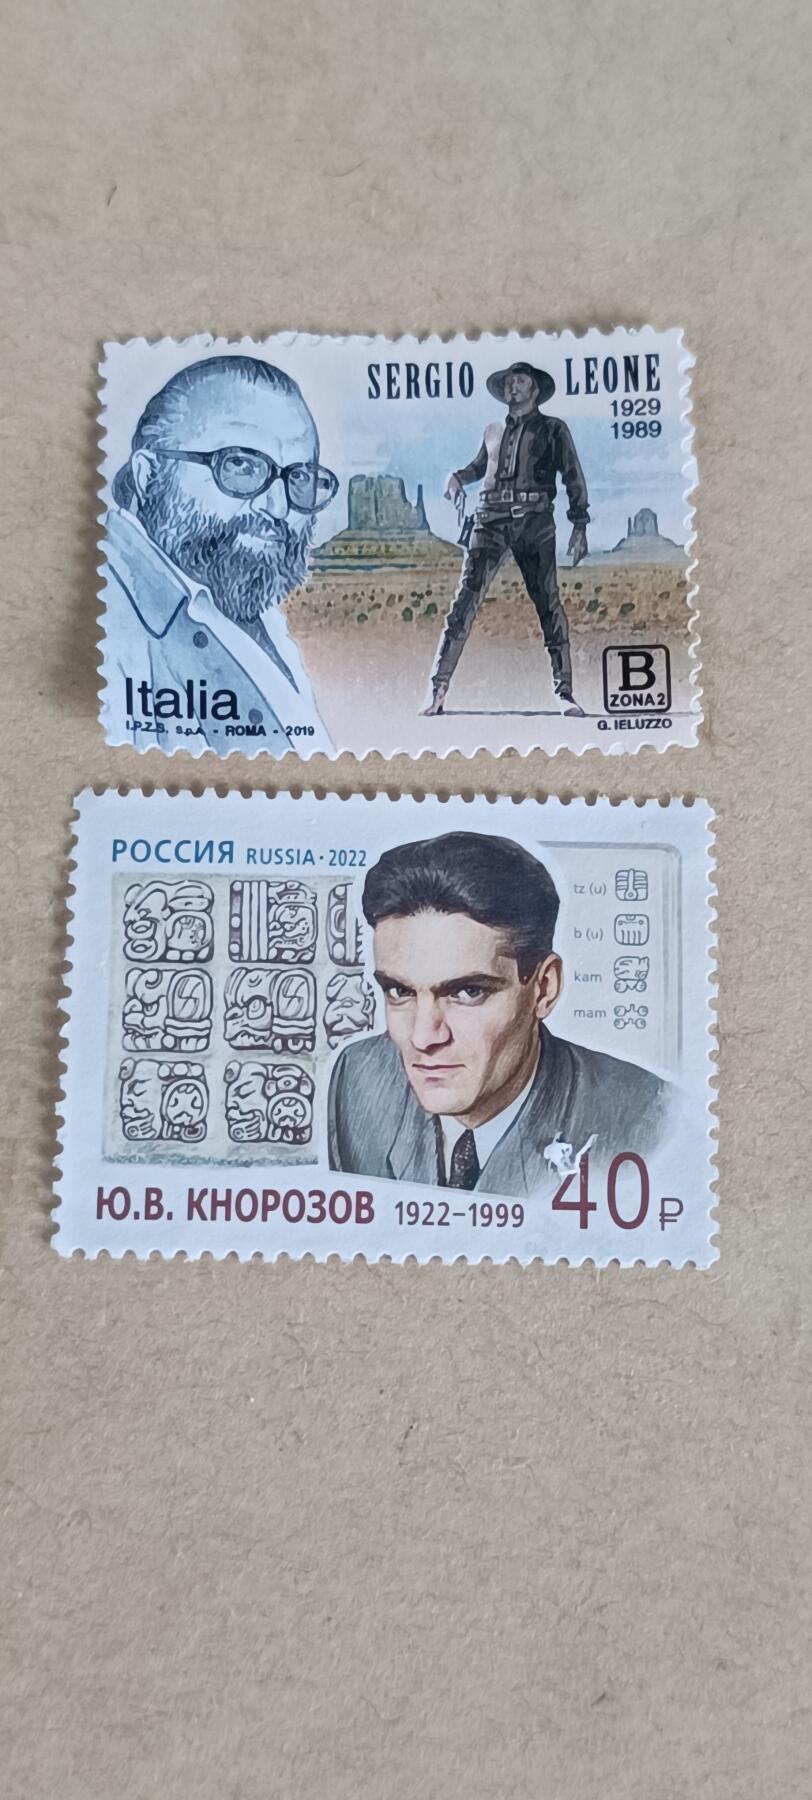 SERGIO LEONE
1929
1989
B
ZONA 2
Italia
I.P.Z.S. S.p.A. - ROMA - 2019
G. IELUZZO
РОССИЯ RUSSIA · 2022
tz (u)
b (u)
kam
mam
Ю.В. КНОРОЗОВ 1922–1999
40 ₽